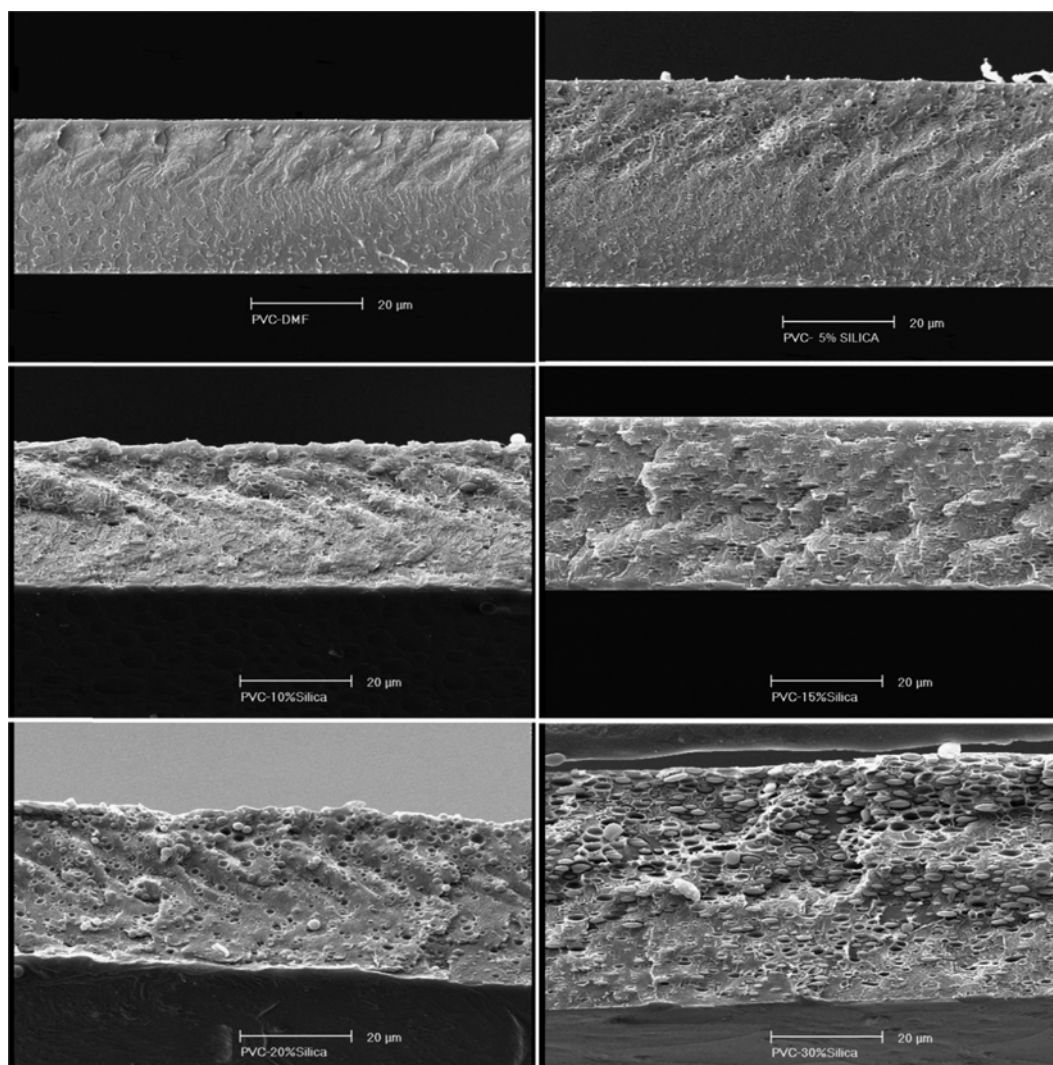 20 µm
PVC-DMF
20 µm
PVC- 5% SILICA
20 µm
PVC-10%Silica
20 µm
PVC-15%Silica
20 µm
PVC-20%Silica
20 µm
PVC-30%Silica